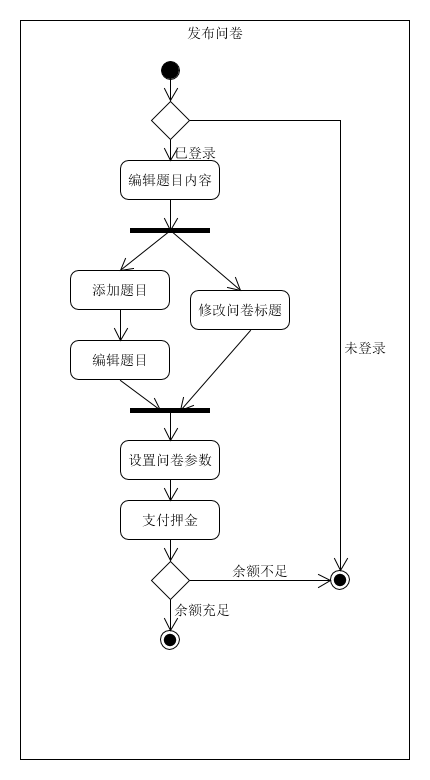 发布问卷
已登录
编辑题目内容
添加题目
修改问卷标题
未登录
编辑题目
设置问卷参数
支付押金
余额不足
余额充足